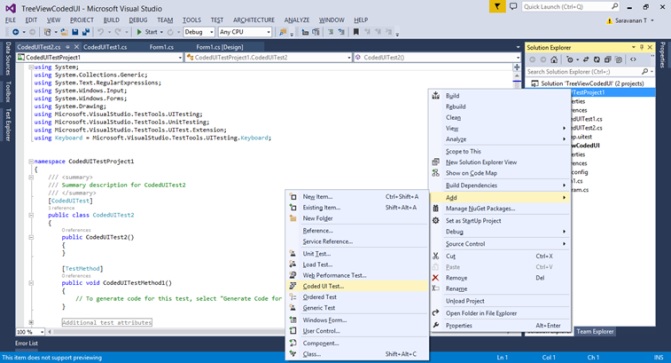 TreeViewCodedUI - Microsoft Visual Studio
Quick Launch (Ctrl+Q)
FILE EDIT VIEW PROJECT BUILD DEBUG TEAM TOOLS TEST ARCHITECTURE ANALYZE WINDOW HELP
Saravanan T
Start
Debug
Any CPU
CodedUITest2.cs
CodedUITest1.cs
Form1.cs
Form1.cs [Design]
Solution Explorer
CodedUITestProject1
CodedUITestProject1.CodedUITest2
CodedUITest2()
Data Sources
Toolbox
Test Explorer
Properties
Search Solution Explorer (Ctrl+;)
Solution 'TreeViewCodedUI' (2 projects)
TestProject1
erties
rences
dUITest1.cs
dUITest2.cs
ap.uitest
ewCodedUI
erties
rences
config
1.cs
am.cs
using System;
using System.Collections.Generic;
using System.Text.RegularExpressions;
using System.Windows.Input;
using System.Windows.Forms;
using System.Drawing;
using Microsoft.VisualStudio.TestTools.UITesting;
using Microsoft.VisualStudio.TestTools.UnitTesting;
using Microsoft.VisualStudio.TestTools.UITest.Extension;
using Keyboard = Microsoft.VisualStudio.TestTools.UITesting.Keyboard;
namespace CodedUITestProject1
{
/// <summary>
/// Summary description for CodedUITest2
/// </summary>
[CodedUITest]
1 reference
public class CodedUITest2
{
0 references
public CodedUITest2()
{
}
[TestMethod]
0 references
public void CodedUITestMethod1()
{
// To generate code for this test, select "Generate Code for
}
Additional test attributes
100 %
Build
Rebuild
Clean
View
Analyze
Scope to This
New Solution Explorer View
Show on Code Map
Build Dependencies
Add
Manage NuGet Packages...
Set as StartUp Project
Debug
Source Control
Cut Ctrl+X
Paste Ctrl+V
Remove Del
Rename
Unload Project
Open Folder in File Explorer
Properties Alt+Enter
New Item... Ctrl+Shift+A
Existing Item... Shift+Alt+A
New Folder
Reference...
Service Reference...
Unit Test...
Load Test...
Web Performance Test...
Coded UI Test...
Ordered Test
Generic Test
Windows Form...
User Control...
Component...
Class... Shift+Alt+C
Team Explorer
Error List
This item does not support previewing
Ln 1
Col 1
Ch 1
INS